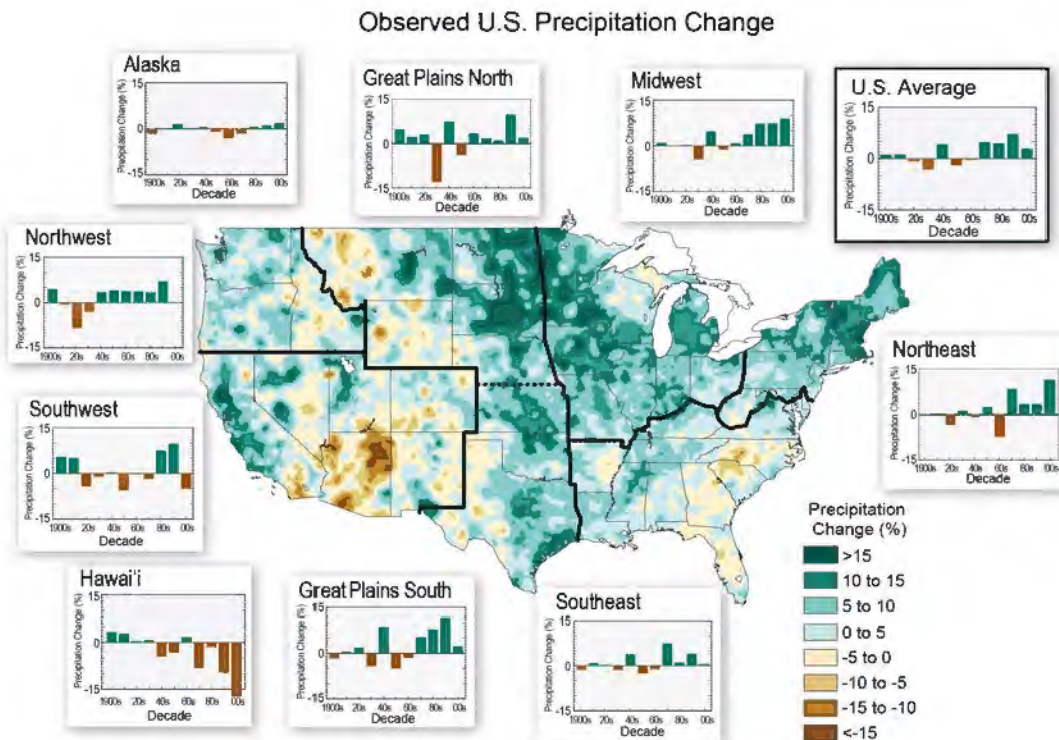 Observed U.S. Precipitation Change
Alaska
Precipitation Change (%)
15
-15
1900s 20s 40s 60s 80s 00s
Decade
Great Plains North
Precipitation Change (%)
15
-15
1900s 20s 40s 60s 80s 00s
Decade
Midwest
Precipitation Change (%)
15
0
-15
1900s 20s 40s 60s 80s 00s
Decade
U.S. Average
Precipitation Change (%)
15
0
-15
1900s 20s 40s 60s 80s 00s
Decade
Northwest
Precipitation Change (%)
15
0
-15
1900s 20s 40s 60s 80s 00s
Decade
Northeast
Precipitation Change (%)
15
0
-15
1900s 20s 40s 60s 80s 00s
Decade
Southwest
Precipitation Change (%)
15
0
-15
1900s 20s 40s 60s 80s 00s
Decade
Hawai'i
Precipitation Change (%)
15
0
-15
1900s 20s 40s 60s 80s 00s
Decade
Great Plains South
Precipitation Change (%)
15
0
-15
1900s 20s 40s 60s 80s 00s
Decade
Southeast
Precipitation Change (%)
15
0
-15
1900s 20s 40s 60s 80s 00s
Decade
Precipitation
Change (%)
>15
10 to 15
5 to 10
0 to 5
-5 to 0
-10 to -5
-15 to -10
<-15